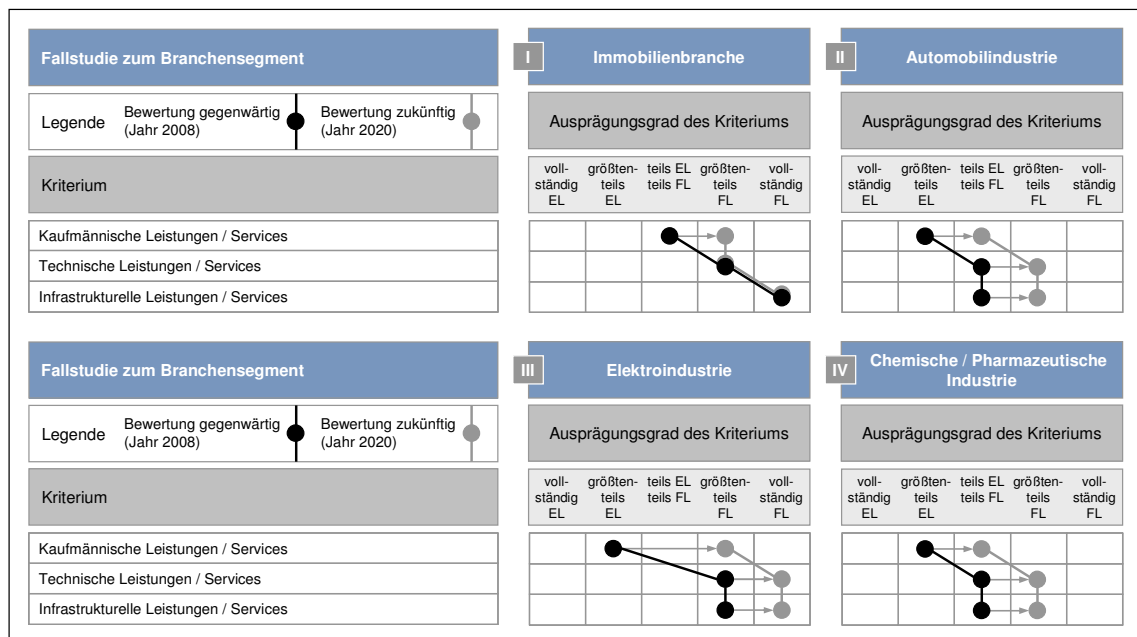 Fallstudie zum Branchensegment
I
Immobilienbranche
II
Automobilindustrie
Legende
Bewertung gegenwärtig
(Jahr 2008)
Bewertung zukünftig
(Jahr 2020)
Ausprägungsgrad des Kriteriums
Ausprägungsgrad des Kriteriums
Kriterium
voll-
ständig
EL
größten-
teils
EL
teils EL
teils FL
größten-
teils
FL
voll-
ständig
FL
voll-
ständig
EL
größten-
teils
EL
teils EL
teils FL
größten-
teils
FL
voll-
ständig
FL
Kaufmännische Leistungen / Services
Technische Leistungen / Services
Infrastrukturelle Leistungen / Services
Fallstudie zum Branchensegment
III
Elektroindustrie
IV
Chemische / Pharmazeutische
Industrie
Legende
Bewertung gegenwärtig
(Jahr 2008)
Bewertung zukünftig
(Jahr 2020)
Ausprägungsgrad des Kriteriums
Ausprägungsgrad des Kriteriums
Kriterium
voll-
ständig
EL
größten-
teils
EL
teils EL
teils FL
größten-
teils
FL
voll-
ständig
FL
voll-
ständig
EL
größten-
teils
EL
teils EL
teils FL
größten-
teils
FL
voll-
ständig
FL
Kaufmännische Leistungen / Services
Technische Leistungen / Services
Infrastrukturelle Leistungen / Services